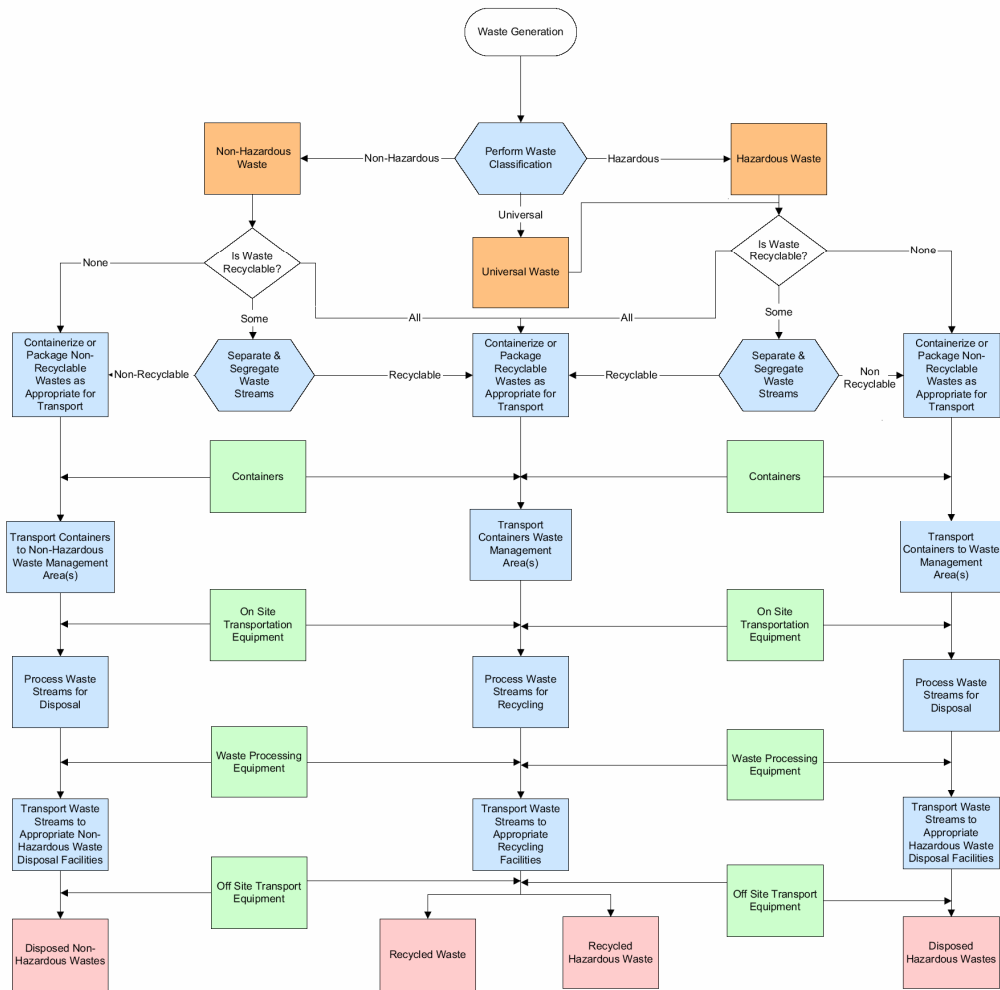 Waste Generation
Non-Hazardous
Waste
Non-Hazardous
Perform Waste
Classification
Hazardous
Hazardous Waste
Universal
Universal Waste
Is Waste
Recyclable?
None
Some
All
Is Waste
Recyclable?
None
Some
All
Containerize or
Package Non-
Recyclable
Wastes as
Appropriate for
Transport
Non-Recyclable
Separate &
Segregate
Waste
Streams
Recyclable
Containerize or
Package
Recyclable
Wastes as
Appropriate for
Transport
Recyclable
Separate &
Segregate
Waste
Streams
Non
Recyclable
Containerize or
Package Non-
Recyclable
Wastes as
Appropriate for
Transport
Containers
Containers
Transport Containers
to Non-Hazardous
Waste Management
Area(s)
Transport
Containers Waste
Management
Area(s)
Transport
Containers to Waste
Management
Area(s)
On Site
Transportation
Equipment
On Site
Transportation
Equipment
Process Waste
Streams for
Disposal
Process Waste
Streams for
Recycling
Process Waste
Streams for
Disposal
Waste Processing
Equipment
Waste Processing
Equipment
Transport Waste
Streams to
Appropriate Non-
Hazardous Waste
Disposal Facilities
Transport Waste
Streams to
Appropriate
Recycling
Facilities
Transport Waste
Streams to
Appropriate
Hazardous Waste
Disposal Facilities
Off Site Transport
Equipment
Off Site Transport
Equipment
Disposed Non-
Hazardous Wastes
Recycled Waste
Recycled
Hazardous Waste
Disposed
Hazardous Wastes